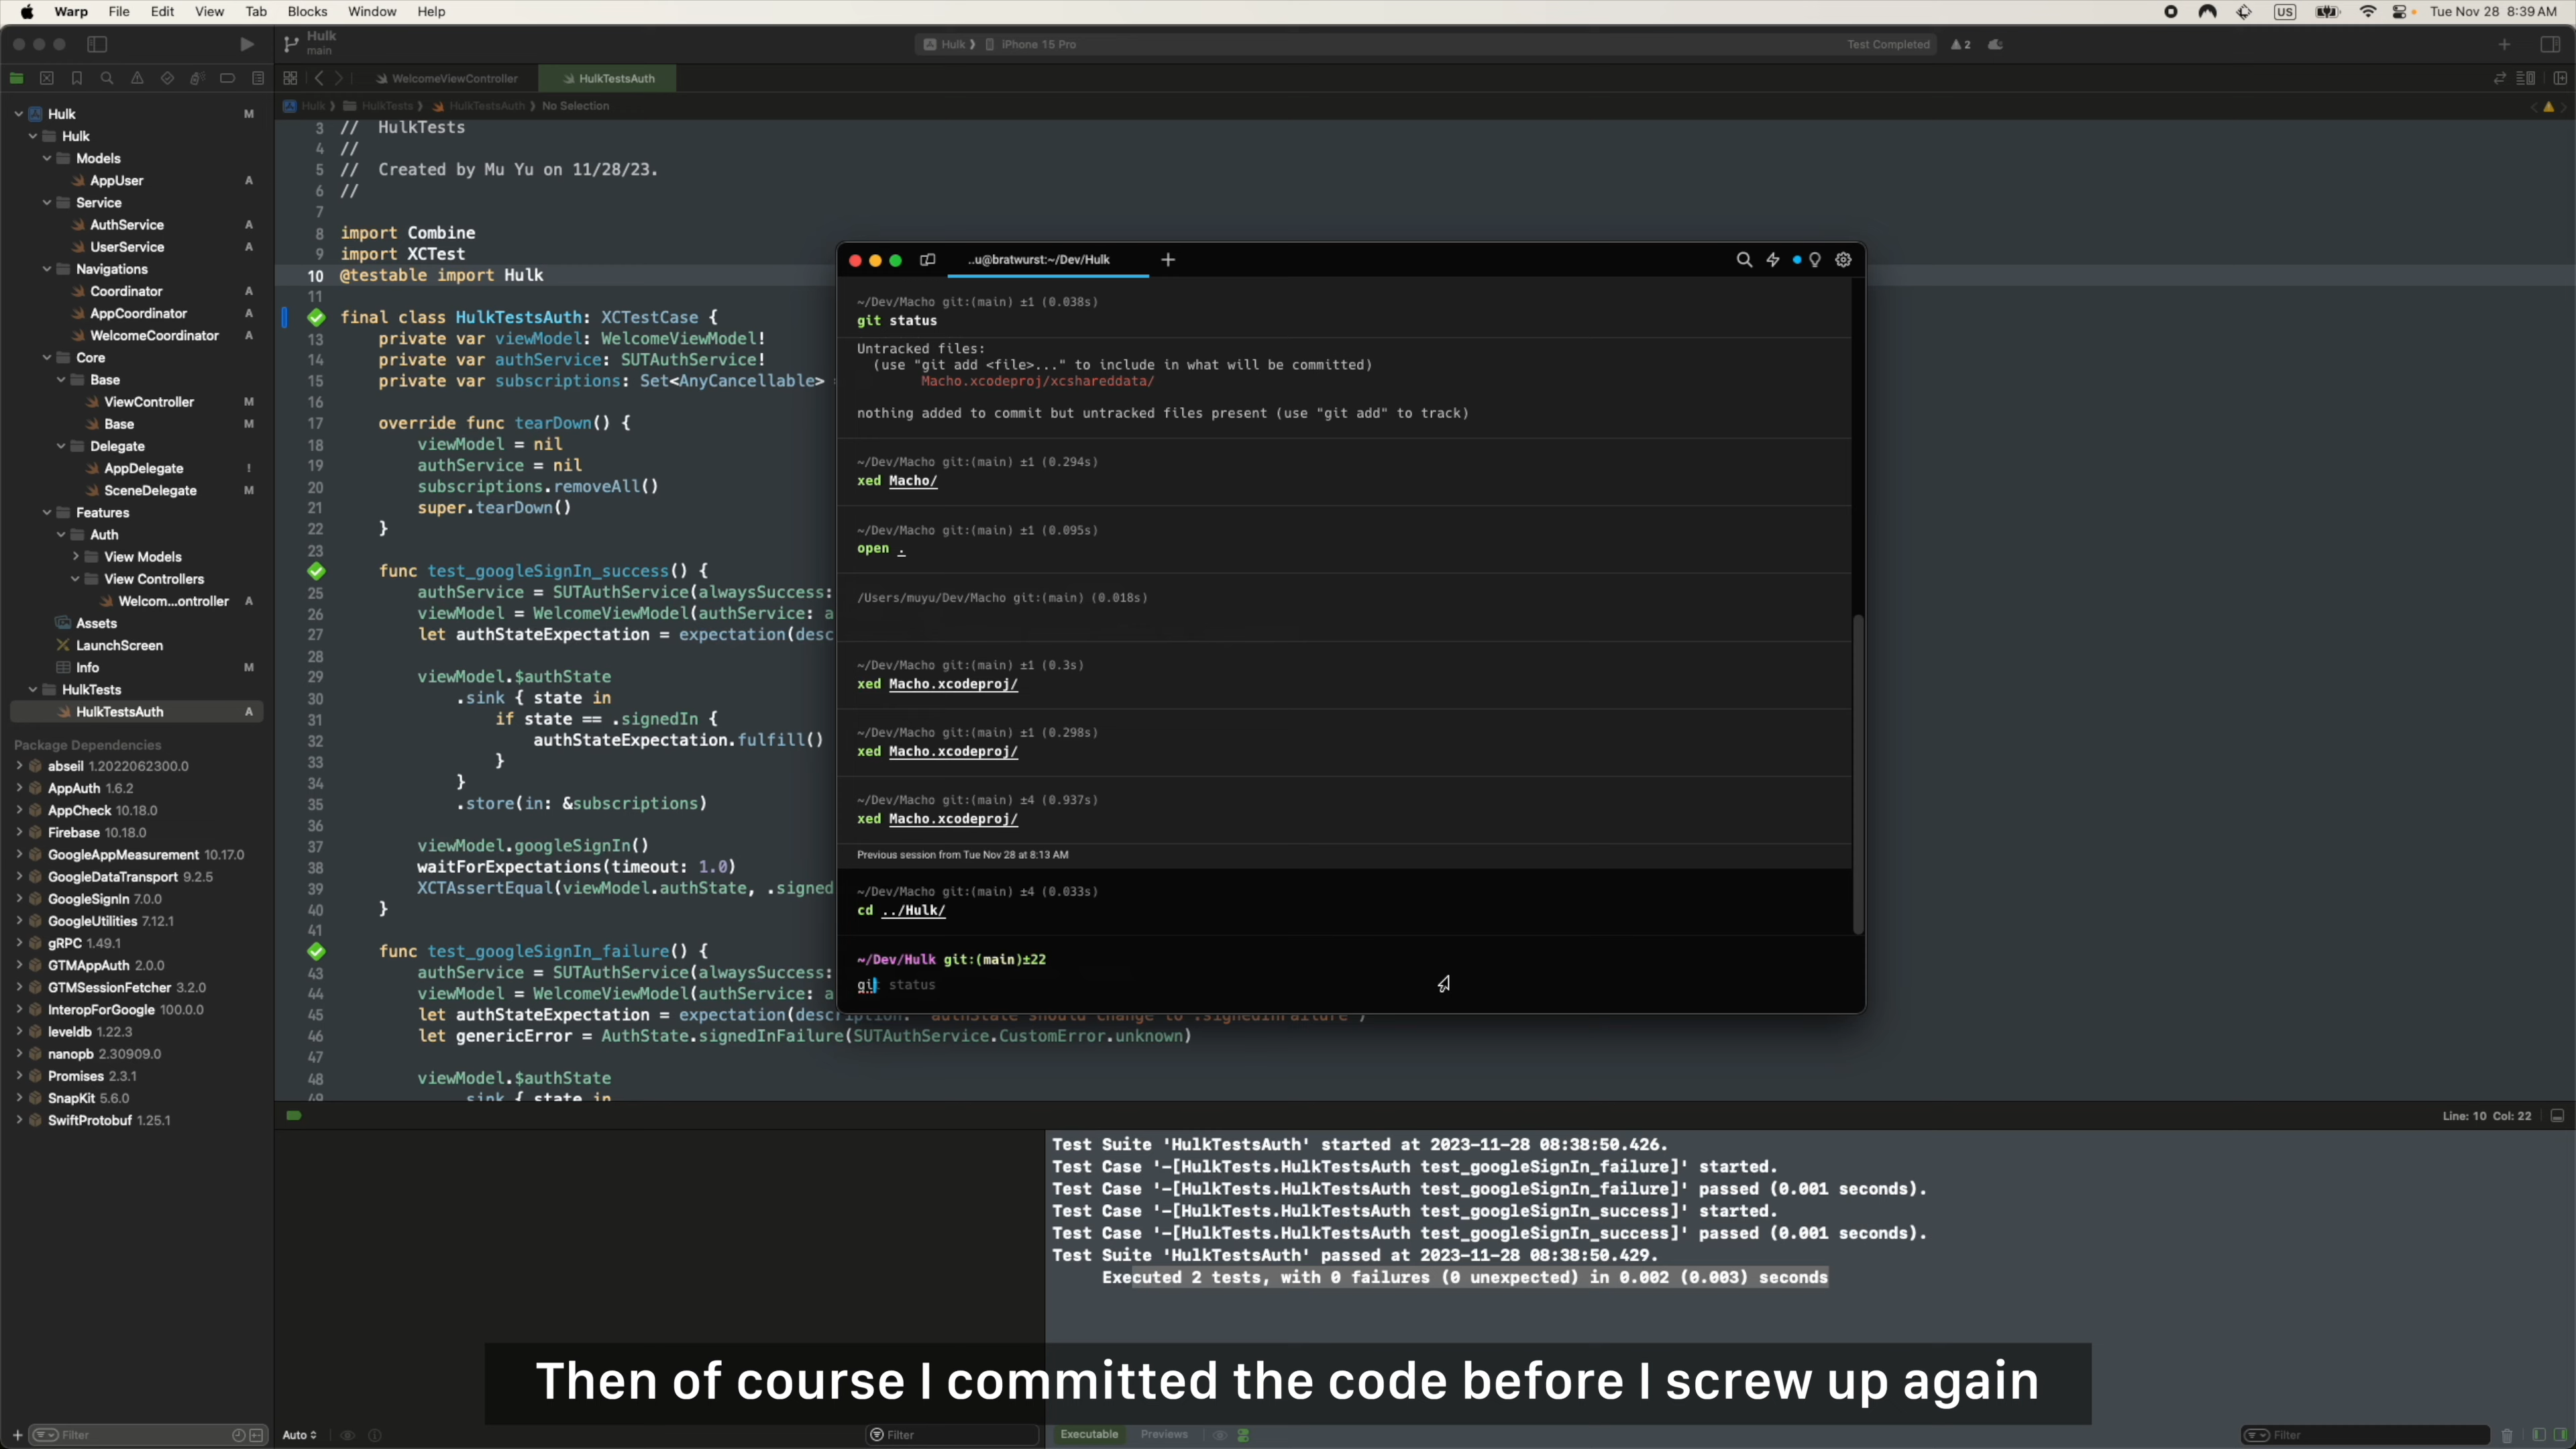 Warp File Edit View Tab Blocks Window Help
US Tue Nov 28 8:39 AM
Hulk
main
Hulk iPhone 15 Pro
Test Completed 2
WelcomeViewController HulkTestsAuth
Hulk HulkTests HulkTestsAuth No Selection
Hulk M
Hulk
Models
AppUser A
Service
AuthService A
UserService A
Navigations
Coordinator A
AppCoordinator A
WelcomeCoordinator A
Core
Base
ViewController M
Base M
Delegate
AppDelegate !
SceneDelegate M
Features
Auth
View Models
View Controllers
Welcom...ontroller A
Assets
LaunchScreen
Info M
HulkTests
HulkTestsAuth A
Package Dependencies
abseil 1.2022062300.0
AppAuth 1.6.2
AppCheck 10.18.0
Firebase 10.18.0
GoogleAppMeasurement 10.17.0
GoogleDataTransport 9.2.5
GoogleSignIn 7.0.0
GoogleUtilities 7.12.1
gRPC 1.49.1
GTMAppAuth 2.0.0
GTMSessionFetcher 3.2.0
InteropForGoogle 100.0.0
leveldb 1.22.3
nanopb 2.30909.0
Promises 2.3.1
SnapKit 5.6.0
SwiftProtobuf 1.25.1
Filter
3 // HulkTests
4 //
5 // Created by Mu Yu on 11/28/23.
6 //
7
8 import Combine
9 import XCTest
10 @testable import Hulk
11
final class HulkTestsAuth: XCTestCase {
13 private var viewModel: WelcomeViewModel!
14 private var authService: SUTAuthService!
15 private var subscriptions: Set<AnyCancellable>
16
17 override func tearDown() {
18 viewModel = nil
19 authService = nil
20 subscriptions.removeAll()
21 super.tearDown()
22 }
23
func test_googleSignIn_success() {
25 authService = SUTAuthService(alwaysSuccess:
26 viewModel = WelcomeViewModel(authService: a
27 let authStateExpectation = expectation(desc
28
29 viewModel.$authState
30 .sink { state in
31 if state == .signedIn {
32 authStateExpectation.fulfill()
33 }
34 }
35 .store(in: &subscriptions)
36
37 viewModel.googleSignIn()
38 waitForExpectations(timeout: 1.0)
39 XCTAssertEqual(viewModel.authState, .signed
40 }
41
func test_googleSignIn_failure() {
43 authService = SUTAuthService(alwaysSuccess:
44 viewModel = WelcomeViewModel(authService: a
45 let authStateExpectation = expectation(description: "authState should change to .signedInFailure")
46 let genericError = AuthState.signedInFailure(SUTAuthService.CustomError.unknown)
47
48 viewModel.$authState
49 .sink { state in
..u@bratwurst:~/Dev/Hulk
~/Dev/Macho git:(main) ±1 (0.038s)
git status
Untracked files:
(use "git add <file>..." to include in what will be committed)
Macho.xcodeproj/xcshareddata/
nothing added to commit but untracked files present (use "git add" to track)
~/Dev/Macho git:(main) ±1 (0.294s)
xed Macho/
~/Dev/Macho git:(main) ±1 (0.095s)
open .
/Users/muyu/Dev/Macho git:(main) (0.018s)
~/Dev/Macho git:(main) ±1 (0.3s)
xed Macho.xcodeproj/
~/Dev/Macho git:(main) ±1 (0.298s)
xed Macho.xcodeproj/
~/Dev/Macho git:(main) ±4 (0.937s)
xed Macho.xcodeproj/
Previous session from Tue Nov 28 at 8:13 AM
~/Dev/Macho git:(main) ±4 (0.033s)
cd ../Hulk/
~/Dev/Hulk git:(main)±22
git status
Line: 10 Col: 22
Test Suite 'HulkTestsAuth' started at 2023-11-28 08:38:50.426.
Test Case '-[HulkTests.HulkTestsAuth test_googleSignIn_failure]' started.
Test Case '-[HulkTests.HulkTestsAuth test_googleSignIn_failure]' passed (0.001 seconds).
Test Case '-[HulkTests.HulkTestsAuth test_googleSignIn_success]' started.
Test Case '-[HulkTests.HulkTestsAuth test_googleSignIn_success]' passed (0.001 seconds).
Test Suite 'HulkTestsAuth' passed at 2023-11-28 08:38:50.429.
Executed 2 tests, with 0 failures (0 unexpected) in 0.002 (0.003) seconds
Then of course I committed the code before I screw up again
Auto Filter
Executable Previews Filter